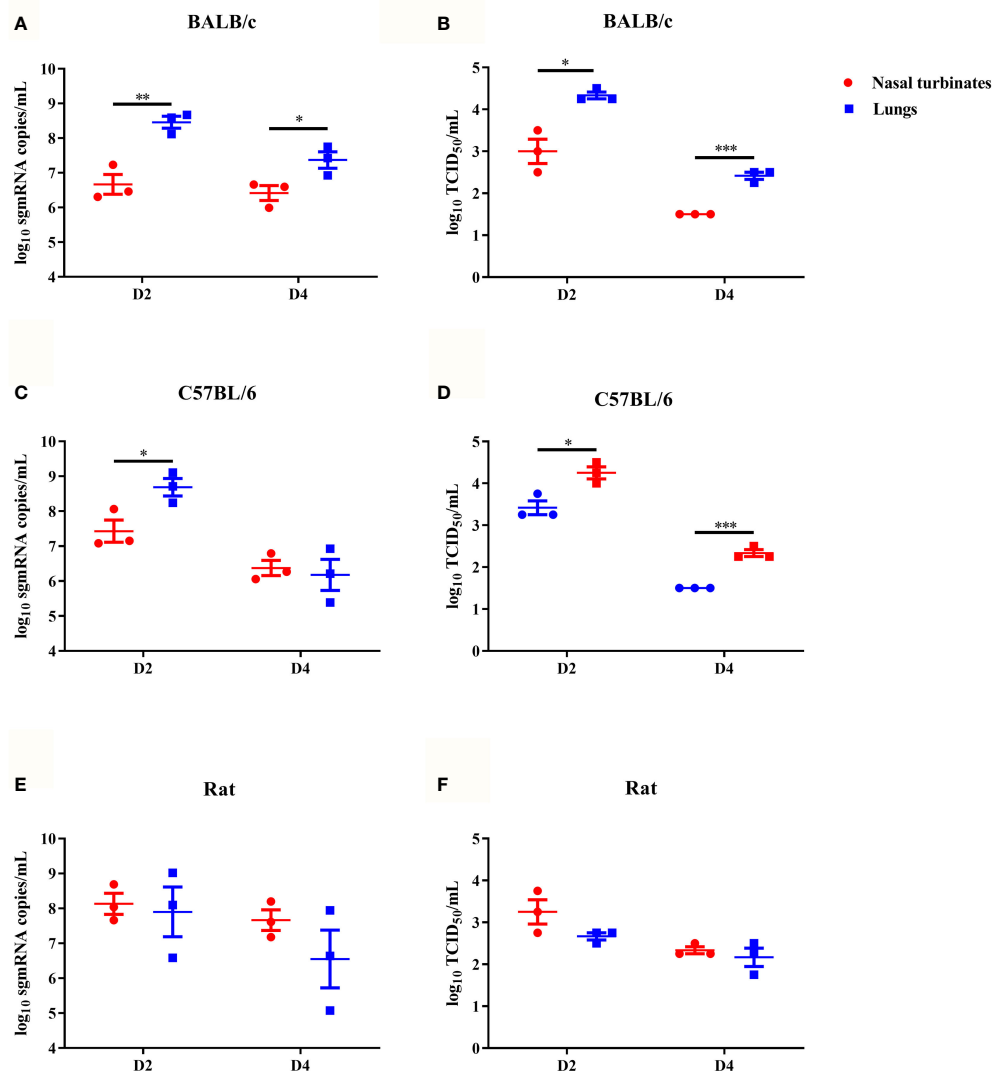 A
BALB/c
log10 sgmRNA copies/mL
10
9
8
7
6
5
4
**
*
D2
D4
B
BALB/c
log10 TCID50/mL
5
4
3
2
1
0
*
***
D2
D4
Nasal turbinates
Lungs
C
C57BL/6
log10 sgmRNA copies/mL
10
9
8
7
6
5
4
*
D2
D4
D
C57BL/6
log10 TCID50/mL
5
4
3
2
1
0
*
***
D2
D4
E
Rat
log10 sgmRNA copies/mL
10
9
8
7
6
5
4
D2
D4
F
Rat
log10 TCID50/mL
5
4
3
2
1
0
D2
D4